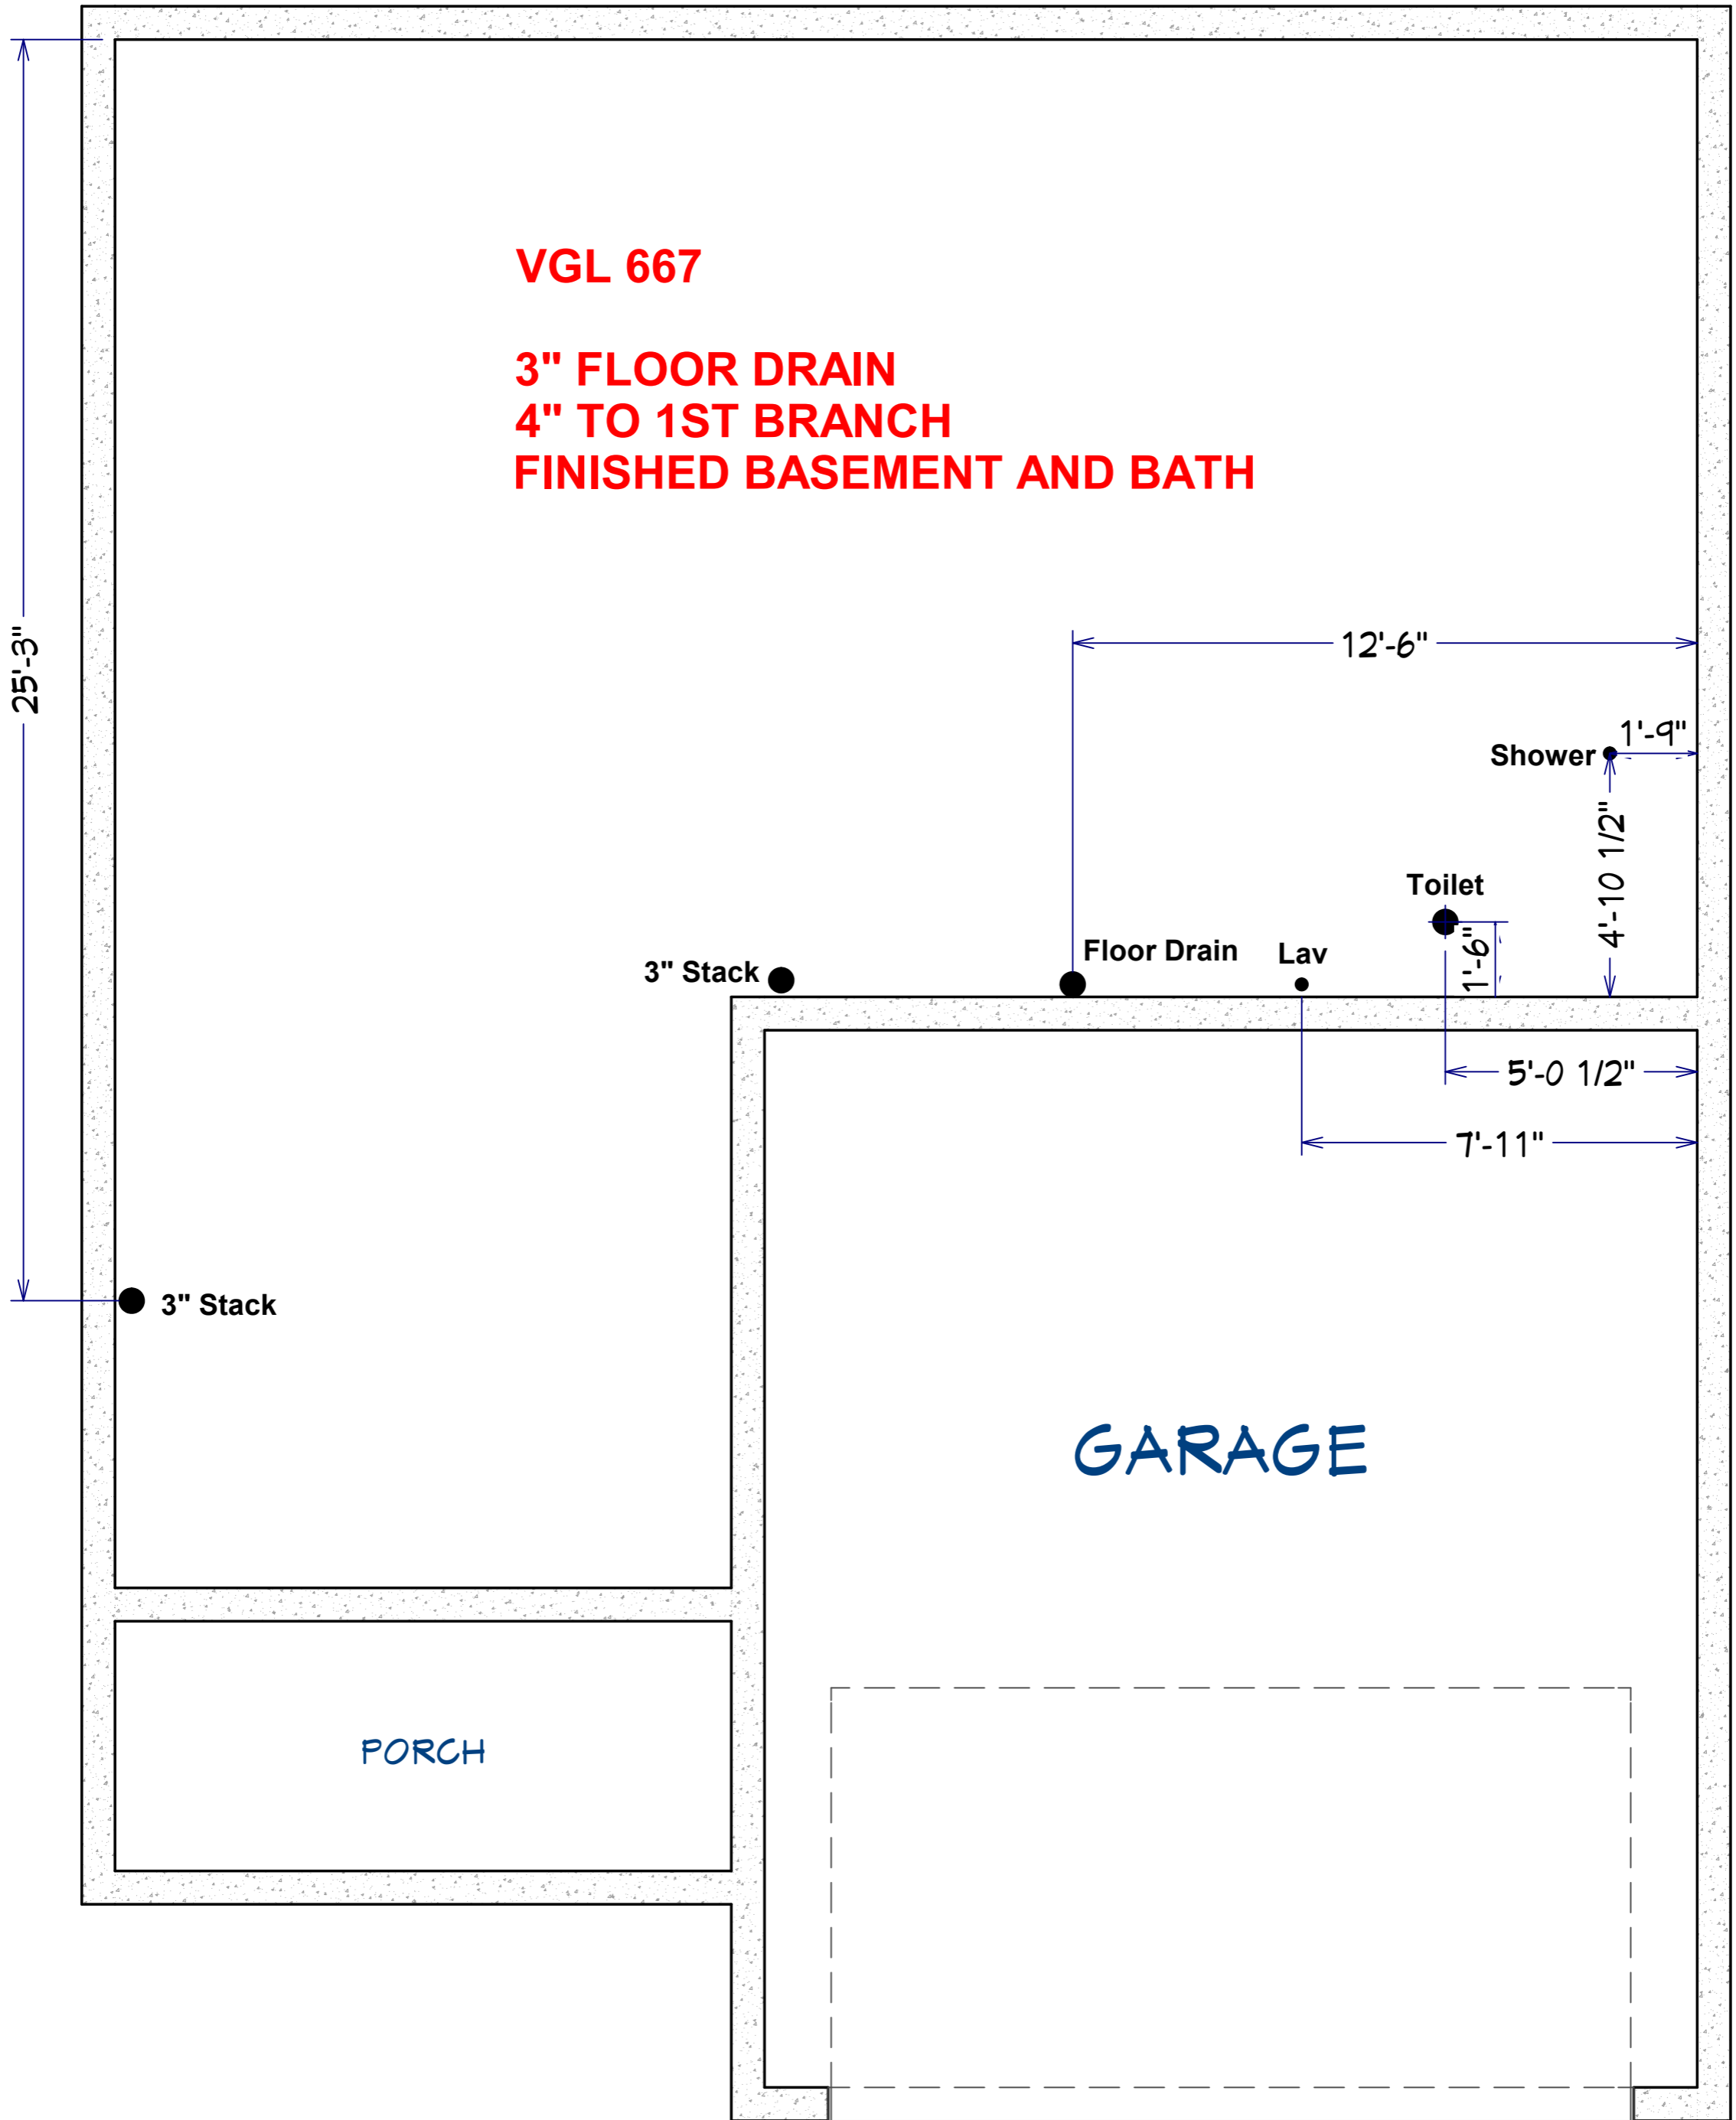 VGL 667
3" FLOOR DRAIN
4" TO 1ST BRANCH
FINISHED BASEMENT AND BATH
25'-3"
12'-6"
1'-9"
Shower
4'-10 1/2"
Toilet
1'-6"
Floor Drain
Lav
3" Stack
5'-0 1/2"
7'-11"
3" Stack
GARAGE
PORCH